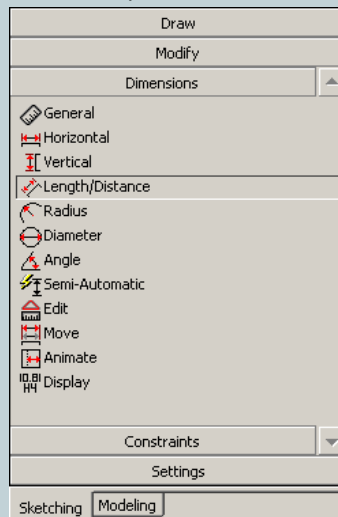 Draw
Modify
Dimensions
General
Horizontal
Vertical
Length/Distance
Radius
Diameter
Angle
Semi-Automatic
Edit
Move
Animate
Display
Constraints
Settings
Sketching Modeling